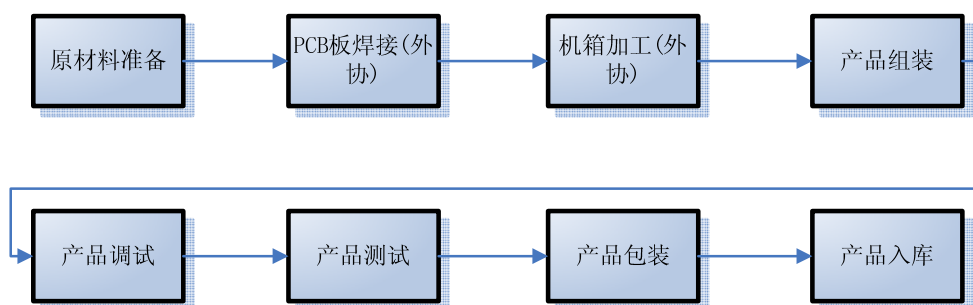 原材料准备
PCB板焊接(外
协)
机箱加工(外
协)
产品组装
产品调试
产品测试
产品包装
产品入库